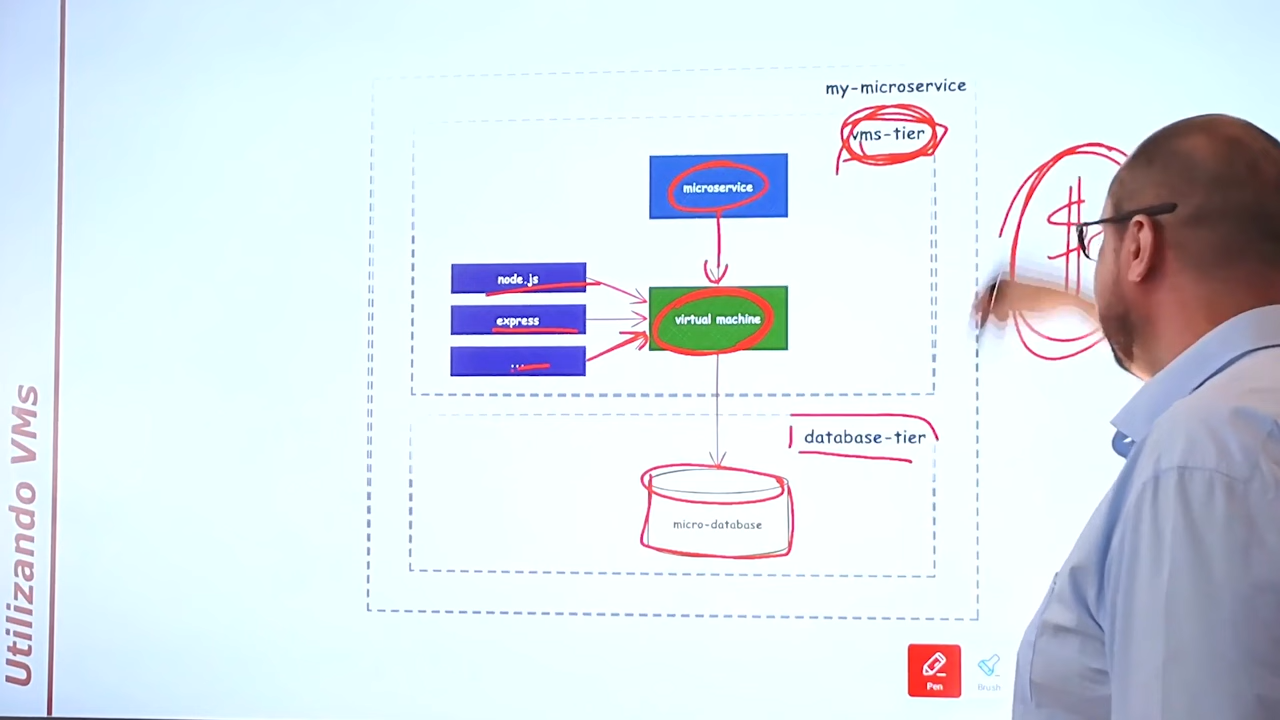 Utilizando VMs
my-microservice
vms-tier
microservice
node.js
express
...
virtual machine
database-tier
micro-database
$
Pen
Brush